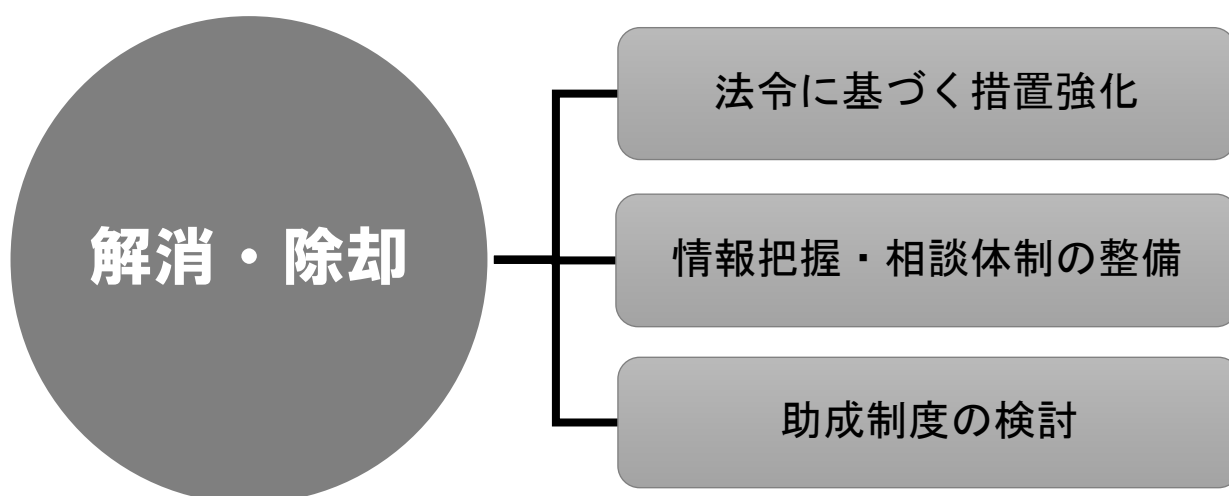 解消・除却
法令に基づく措置強化
情報把握・相談体制の整備
助成制度の検討